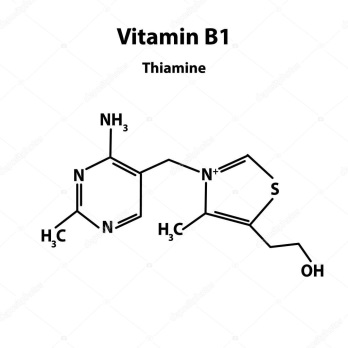 Vitamin B1
Thiamine
NH3
N
N+
S
N
H3C
H3C
OH